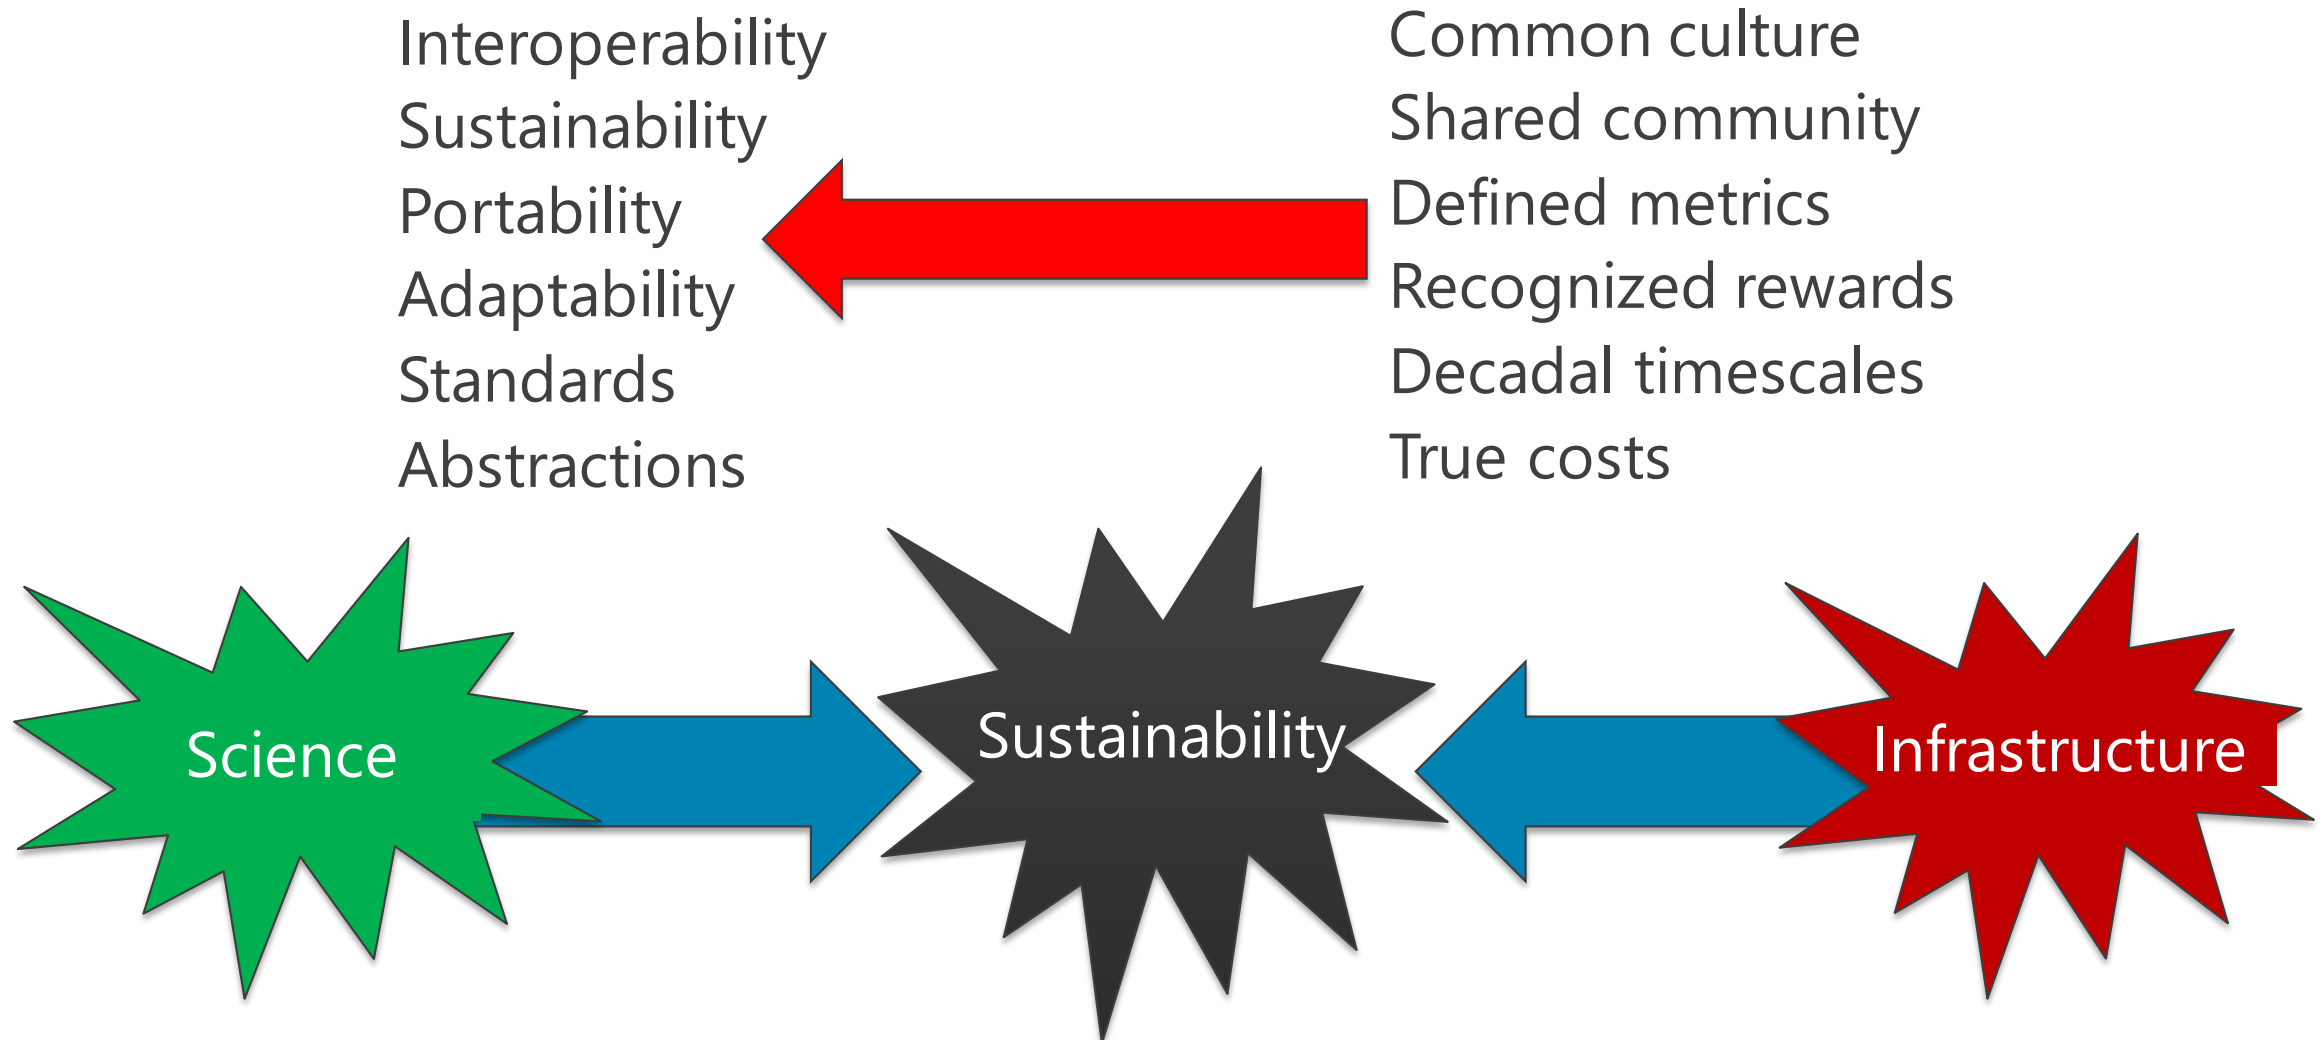 Interoperability
Sustainability
Portability
Adaptability
Standards
Abstractions
Common culture
Shared community
Defined metrics
Recognized rewards
Decadal timescales
True costs
Science
Sustainability
Infrastructure